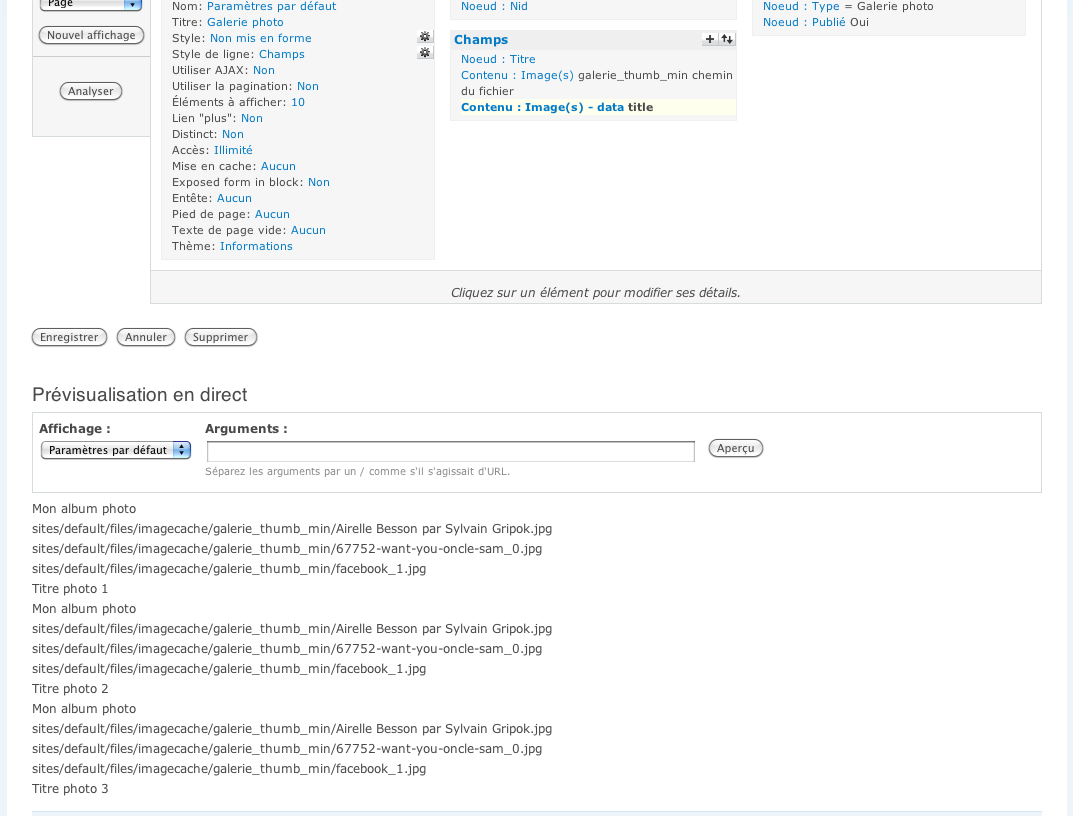 Page
Nouvel affichage
Analyser
Nom: Paramètres par défaut
Titre: Galerie photo
Style: Non mis en forme
Style de ligne: Champs
Utiliser AJAX: Non
Utiliser la pagination: Non
Éléments à afficher: 10
Lien "plus": Non
Distinct: Non
Accès: Illimité
Mise en cache: Aucun
Exposed form in block: Non
Entête: Aucun
Pied de page: Aucun
Texte de page vide: Aucun
Thème: Informations
Noeud : Nid
Champs
Noeud : Titre
Contenu : Image(s) galerie_thumb_min chemin
du fichier
Contenu : Image(s) - data title
Noeud : Type = Galerie photo
Noeud : Publié Oui
Cliquez sur un élément pour modifier ses détails.
Enregistrer Annuler Supprimer
Prévisualisation en direct
Affichage : Arguments :
Paramètres par défaut Aperçu
Séparez les arguments par un / comme s'il s'agissait d'URL.
Mon album photo
sites/default/files/imagecache/galerie_thumb_min/Airelle Besson par Sylvain Gripok.jpg
sites/default/files/imagecache/galerie_thumb_min/67752-want-you-oncle-sam_0.jpg
sites/default/files/imagecache/galerie_thumb_min/facebook_1.jpg
Titre photo 1
Mon album photo
sites/default/files/imagecache/galerie_thumb_min/Airelle Besson par Sylvain Gripok.jpg
sites/default/files/imagecache/galerie_thumb_min/67752-want-you-oncle-sam_0.jpg
sites/default/files/imagecache/galerie_thumb_min/facebook_1.jpg
Titre photo 2
Mon album photo
sites/default/files/imagecache/galerie_thumb_min/Airelle Besson par Sylvain Gripok.jpg
sites/default/files/imagecache/galerie_thumb_min/67752-want-you-oncle-sam_0.jpg
sites/default/files/imagecache/galerie_thumb_min/facebook_1.jpg
Titre photo 3